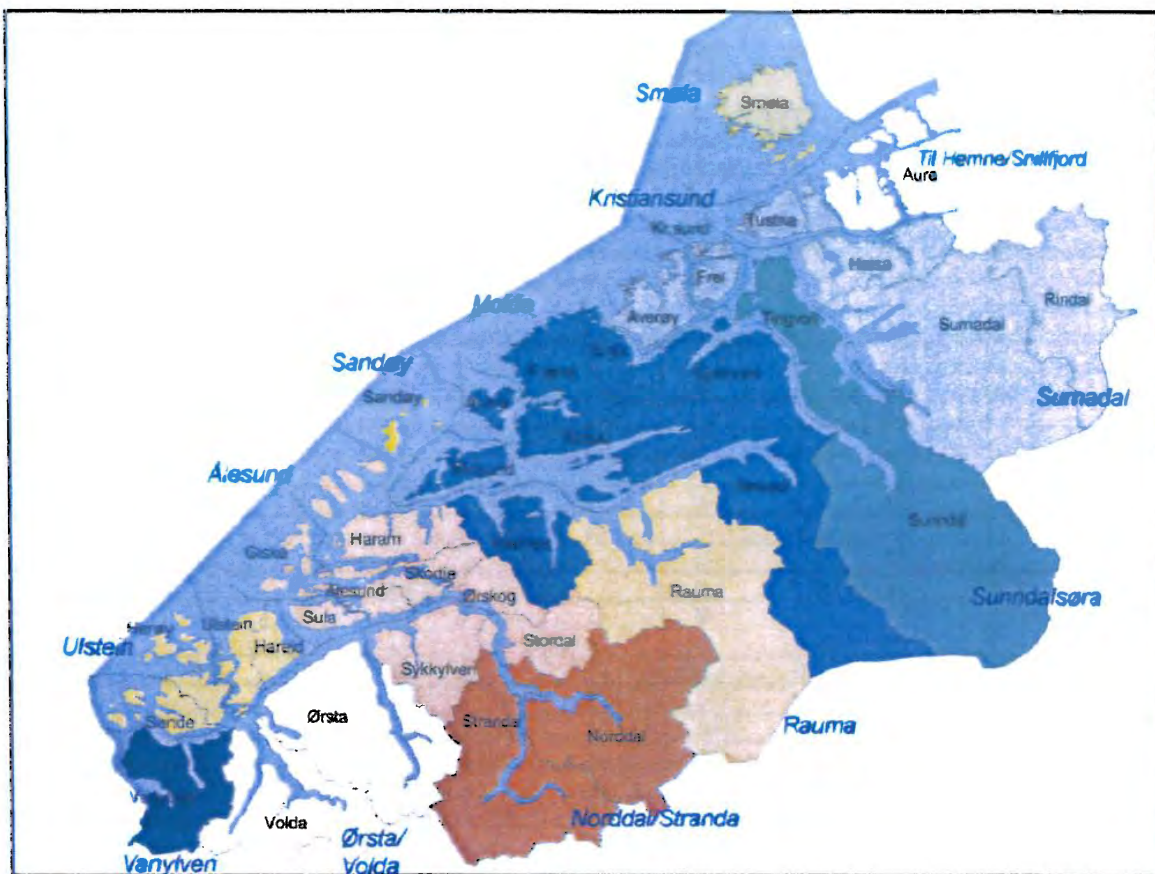 Smøla
Smøla
Til Hemne/Snillfjord
Aure
Kristiansund
Kr.sund
Tustna
Halsa
Frei
Rindal
Molde
Averøy
Tingvoll
Surnadal
Sandøy
Sandøy
Surnadal
Ålesund
Sunndal
Haram
Giske
Skodje
Ålesund
Ørskog
Rauma
Sunndalsøra
Ulstein
Sula
Ulstein
Hareid
Stordal
Sykkylven
Sande
Ørsta
Stranda
Norddal
Rauma
Volda
Norddal/Stranda
Ørsta/
Volda
Vanylven